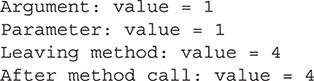 Argument: value = 1
Parameter: value = 1
Leaving method: value = 4
After method call: value = 4